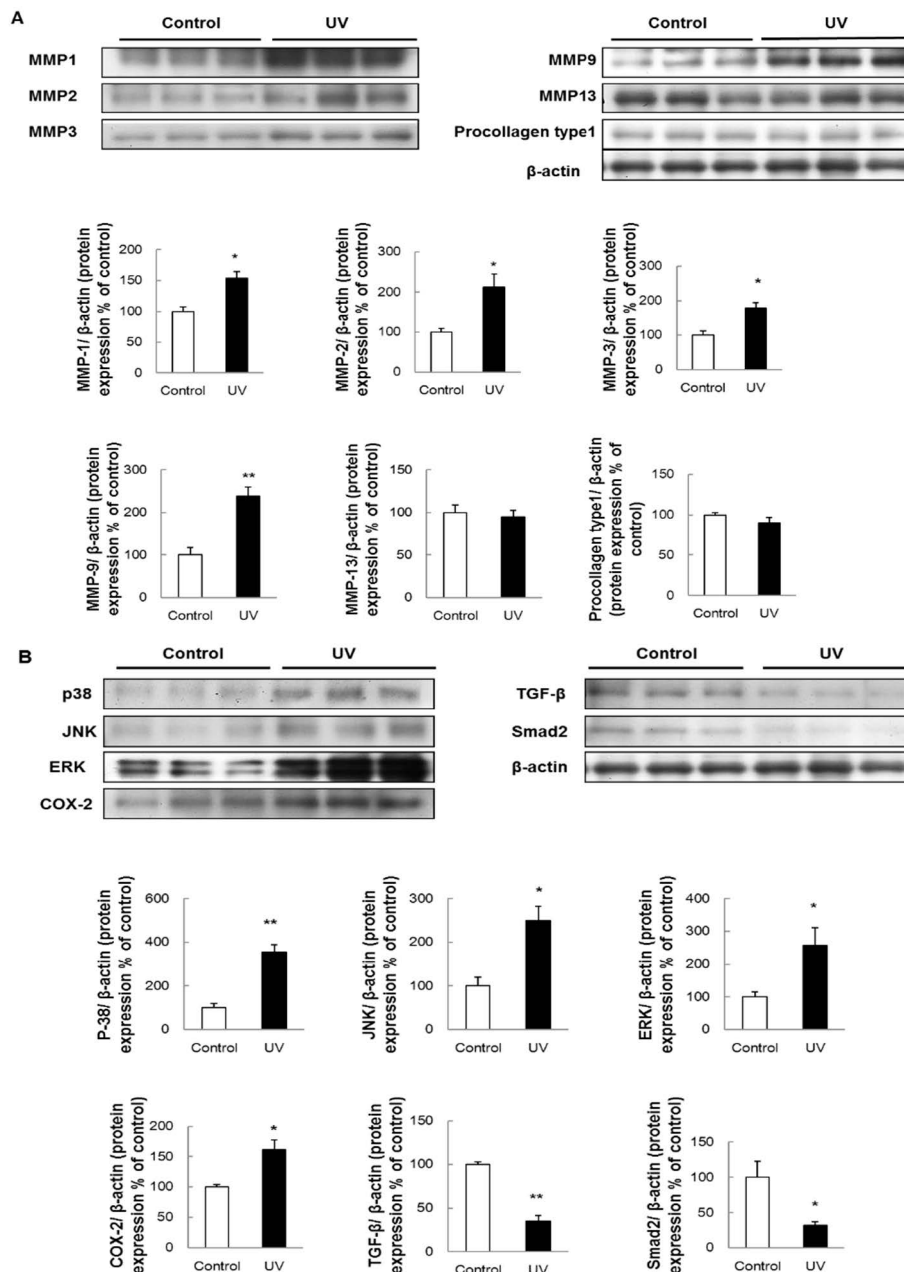 A
Control UV
MMP1
MMP2
MMP3
Control UV
MMP9
MMP13
Procollagen type1
β-actin
MMP-1/ β-actin (protein
expression % of control)
200
150
100
50
0
*
Control UV
MMP-2/ β-actin (protein
expression % of control)
300
200
100
0
*
Control UV
MMP-3/ β-actin (protein
expression % of control)
300
200
100
0
*
Control UV
MMP-9/ β-actin (protein
expression % of control)
300
200
100
0
**
Control UV
MMP-13/ β-actin (protein
expression % of control)
150
100
50
0
Control UV
Procollagen type1/ β-actin
(protein expression % of
control)
150
100
50
0
Control UV
B
Control UV
p38
JNK
ERK
COX-2
Control UV
TGF-β
Smad2
β-actin
P-38/ β-actin (protein
expression % of control)
600
400
200
0
**
Control UV
JNK/ β-actin (protein
expression % of control)
300
200
100
0
*
Control UV
ERK/ β-actin (protein
expression % of control)
400
300
200
100
0
*
Control UV
COX-2/ β-actin (protein
expression % of control)
200
150
100
50
0
*
Control UV
TGF-β/ β-actin (protein
expression % of control)
150
100
50
0
**
Control UV
Smad2/ β-actin (protein
expression % of control)
150
100
50
0
*
Control UV